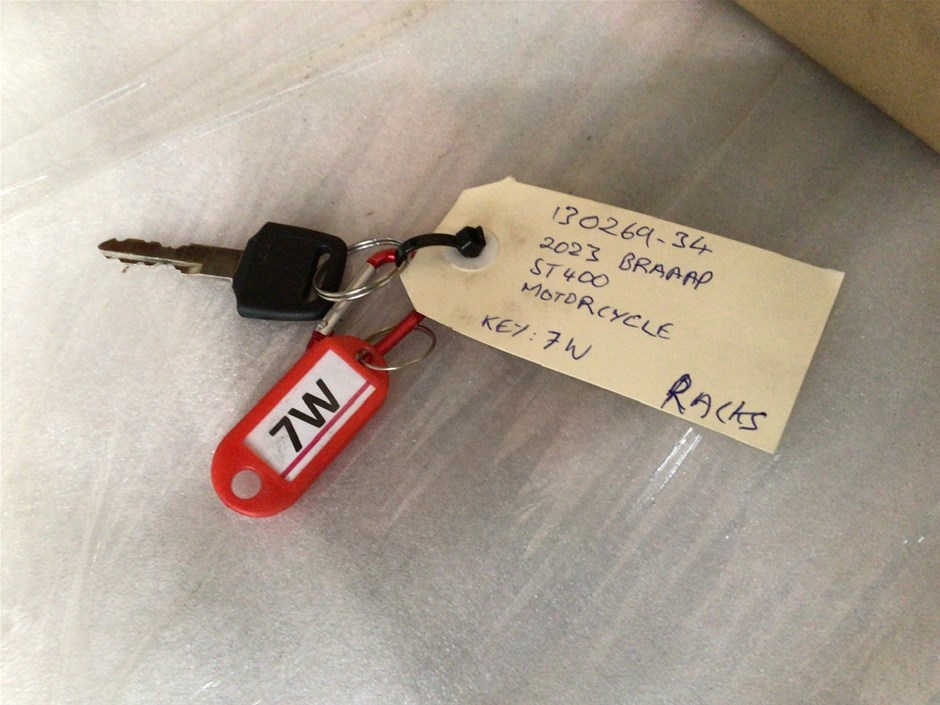 130269-34
2023 BRAAAP
ST400
MOTORCYCLE
KEY: 7W
RACKS
7W